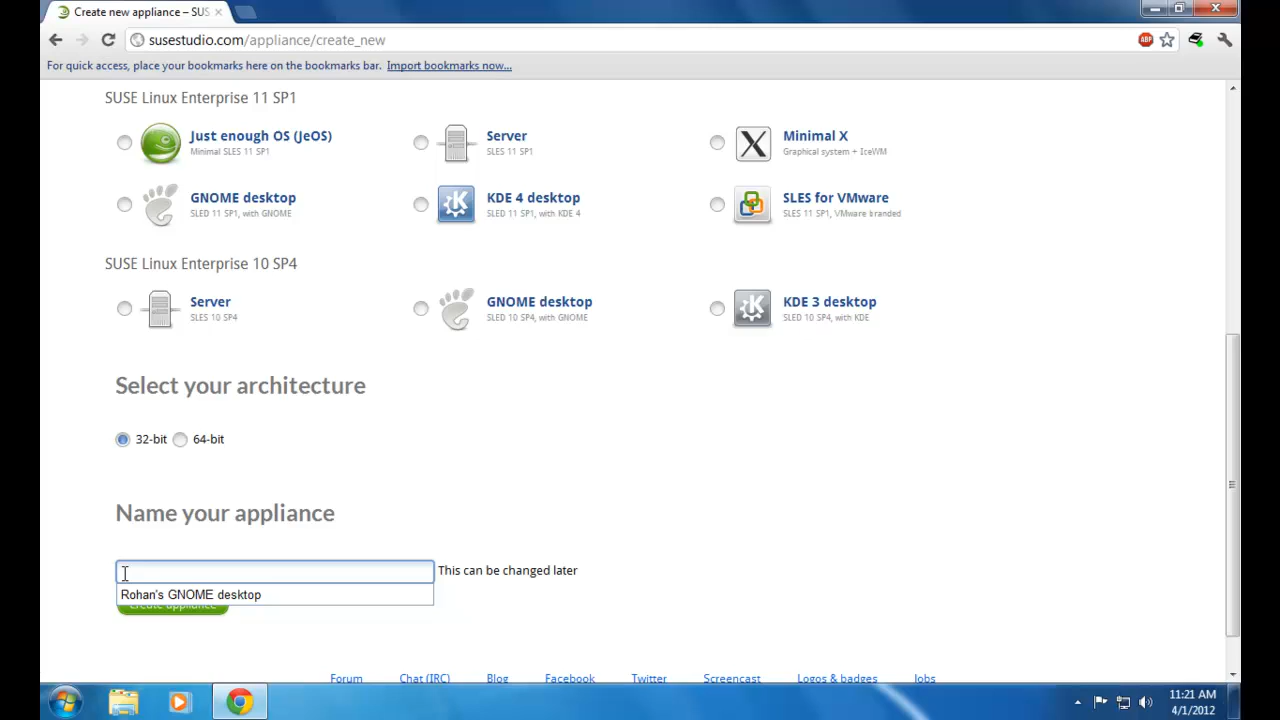 Create new appliance – SUS
susestudio.com/appliance/create_new
ABP
For quick access, place your bookmarks here on the bookmarks bar. Import bookmarks now...
SUSE Linux Enterprise 11 SP1
Just enough OS (JeOS)
Minimal SLES 11 SP1
Server
SLES 11 SP1
Minimal X
Graphical system + IceWM
GNOME desktop
SLED 11 SP1, with GNOME
KDE 4 desktop
SLED 11 SP1, with KDE 4
SLES for VMware
SLES 11 SP1, VMware branded
SUSE Linux Enterprise 10 SP4
Server
SLES 10 SP4
GNOME desktop
SLED 10 SP4, with GNOME
KDE 3 desktop
SLED 10 SP4, with KDE
Select your architecture
32-bit 64-bit
Name your appliance
This can be changed later
Rohan's GNOME desktop
Create appliance
Forum Chat (IRC) Blog Facebook Twitter Screencast Logos & badges Jobs
11:21 AM
4/1/2012